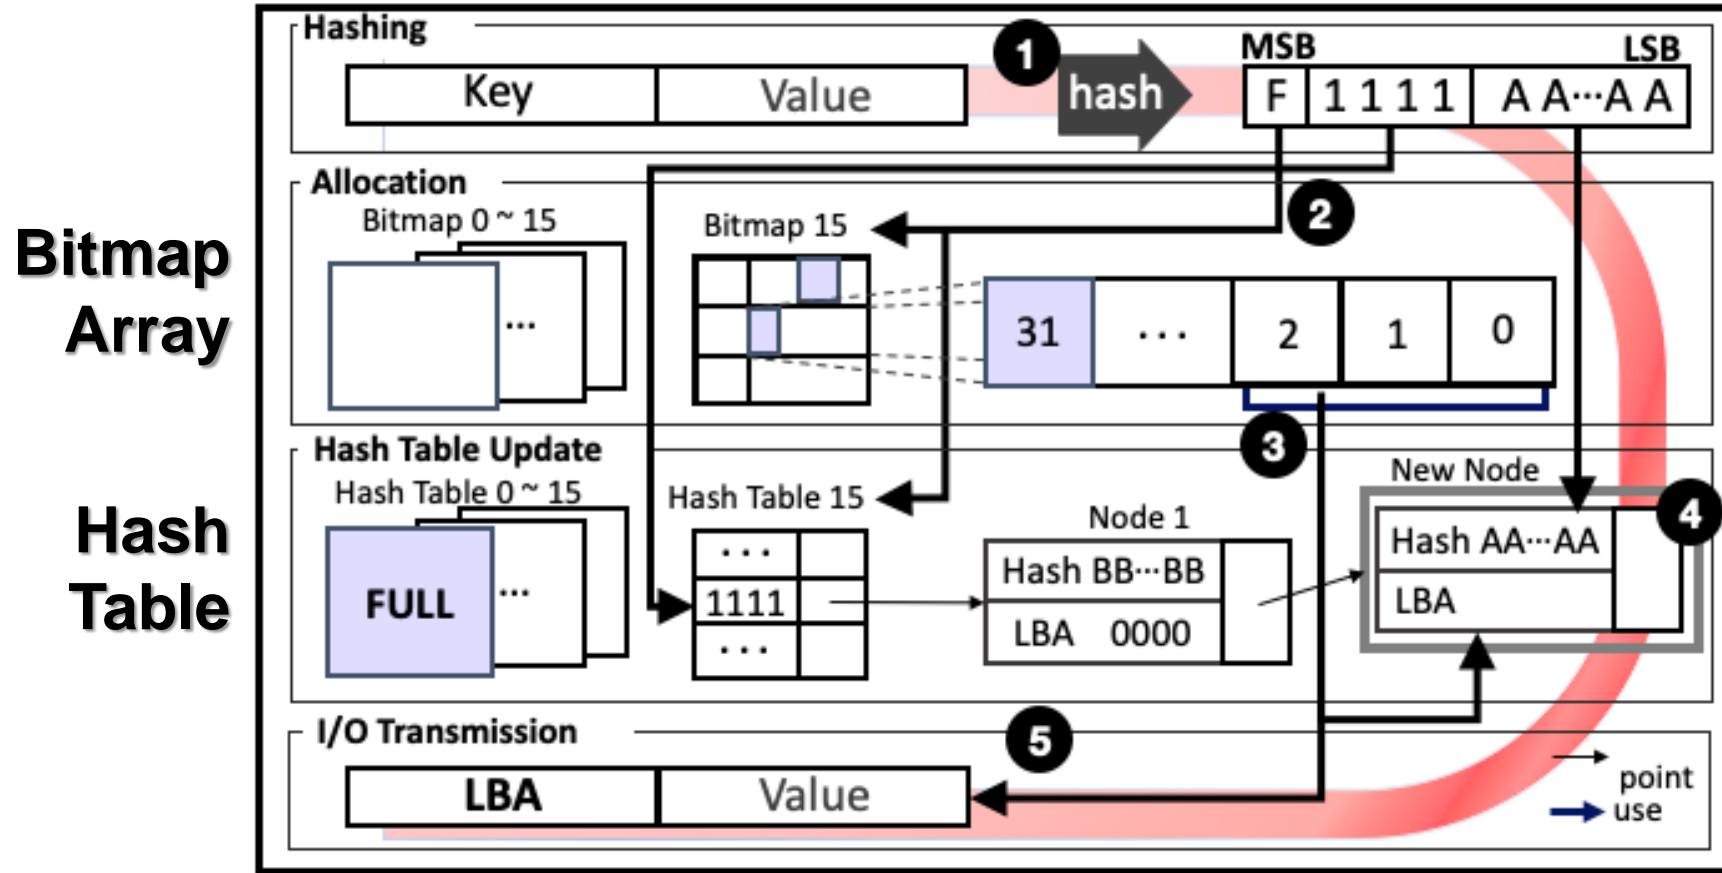 Hashing
1
MSB
LSB
Key
Value
hash
F
1 1 1 1
A A···A A
Bitmap
Array
Allocation
Bitmap 0 ~ 15
...
Bitmap 15
2
31
...
2
1
0
3
Hash
Table
Hash Table Update
Hash Table 0 ~ 15
FULL
...
Hash Table 15
...
1111
...
Node 1
Hash BB···BB
LBA 0000
New Node
4
Hash AA···AA
LBA
I/O Transmission
5
LBA
Value
point
use